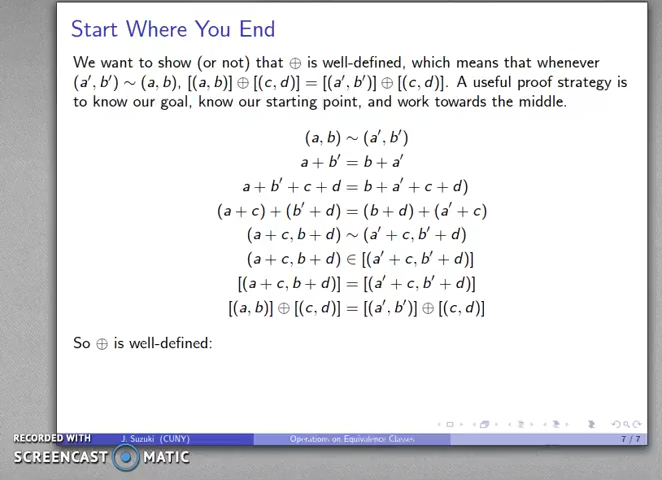 Start Where You End
We want to show (or not) that ⊕ is well-defined, which means that whenever
(a′, b′) ∼ (a, b), [(a, b)] ⊕ [(c, d)] = [(a′, b′)] ⊕ [(c, d)]. A useful proof strategy is
to know our goal, know our starting point, and work towards the middle.
(a, b) ∼ (a′, b′)
a + b′ = b + a′
a + b′ + c + d = b + a′ + c + d)
(a + c) + (b′ + d) = (b + d) + (a′ + c)
(a + c, b + d) ∼ (a′ + c, b′ + d)
(a + c, b + d) ∈ [(a′ + c, b′ + d)]
[(a + c, b + d)] = [(a′ + c, b′ + d)]
[(a, b)] ⊕ [(c, d)] = [(a′, b′)] ⊕ [(c, d)]
So ⊕ is well-defined:
RECORDED WITH
J. Suzuki (CUNY)
Operations on Equivalence Classes
7 / 7
SCREENCAST MATIC